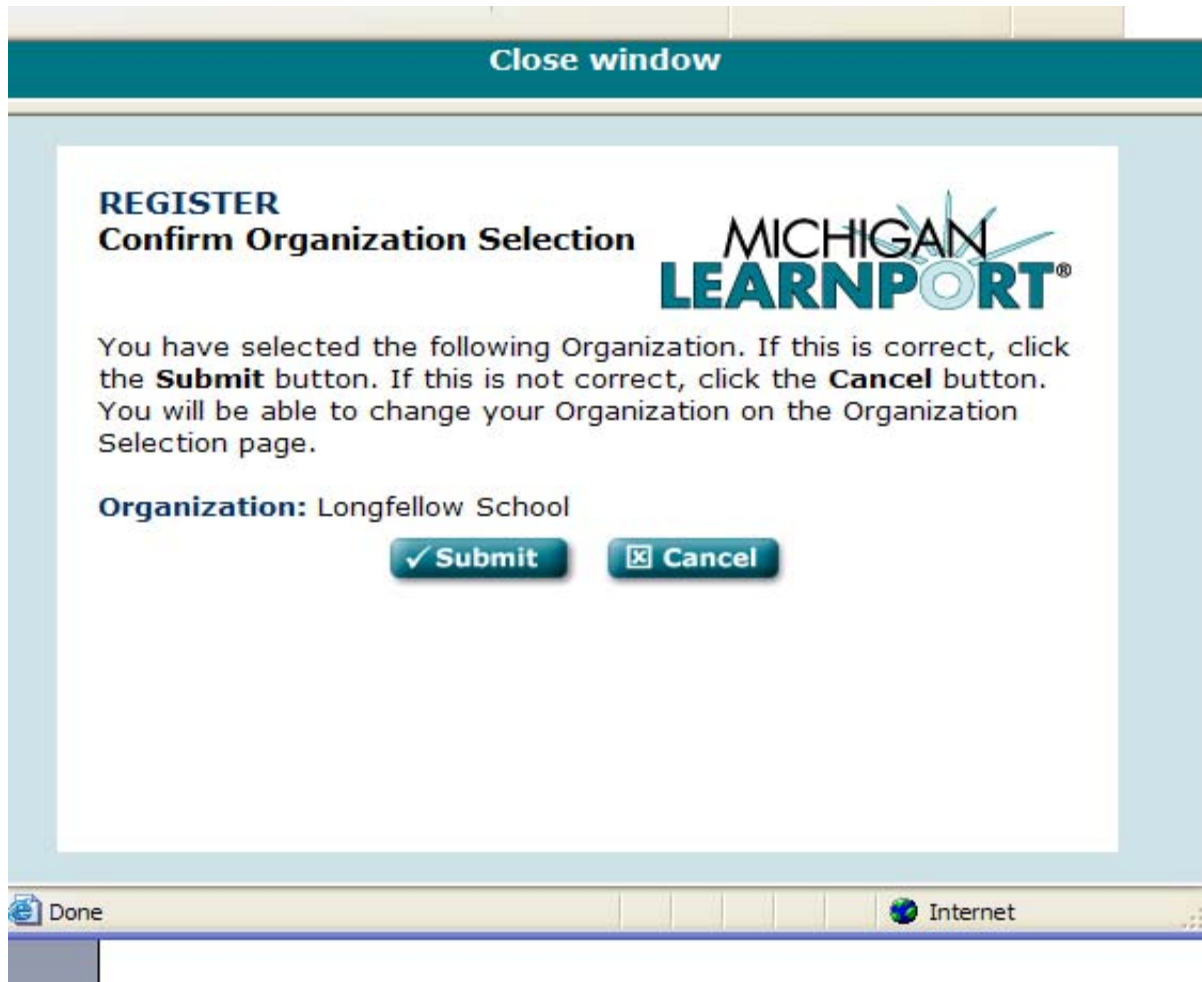 Close window
REGISTER
Confirm Organization Selection
MICHIGAN
LEARNPORT®
You have selected the following Organization. If this is correct, click
the Submit button. If this is not correct, click the Cancel button.
You will be able to change your Organization on the Organization
Selection page.
Organization: Longfellow School
✓ Submit
Cancel
Done
Internet